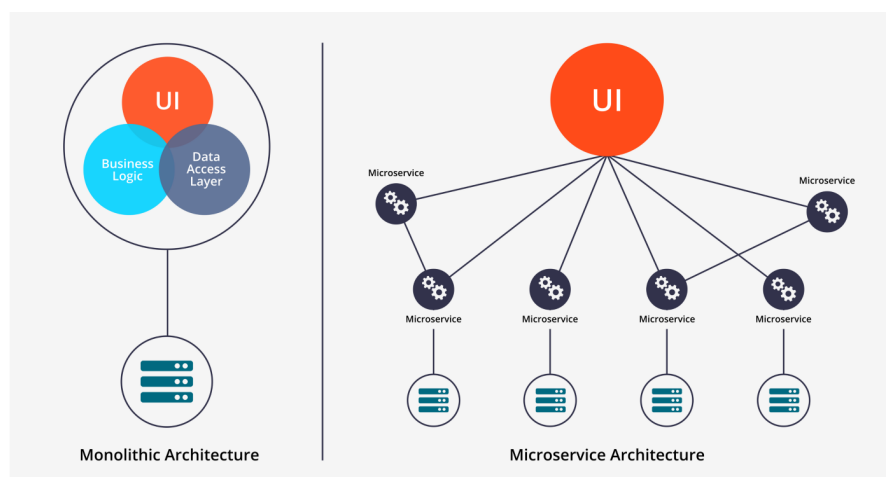 UI
Business
Logic
Data
Access
Layer
Monolithic Architecture
UI
Microservice
Microservice
Microservice
Microservice
Microservice
Microservice
Microservice Architecture